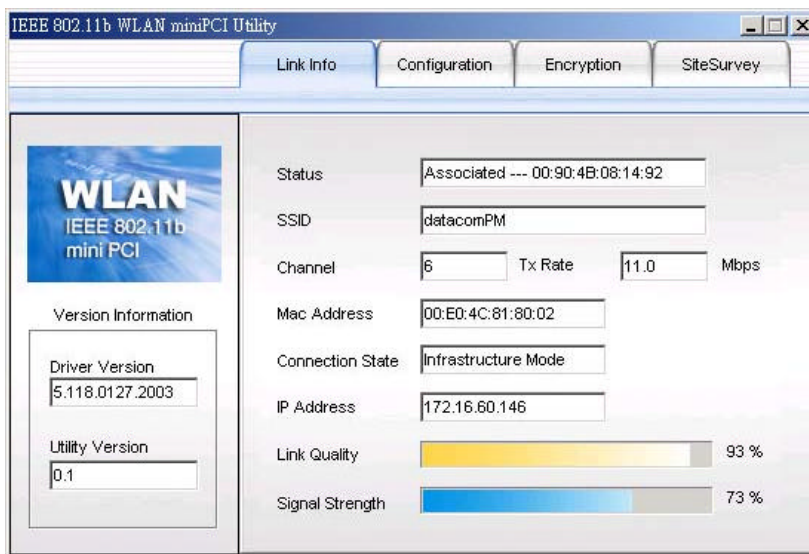 IEEE 802.11b WLAN miniPCI Utility
Link Info
Configuration
Encryption
SiteSurvey
WLAN
IEEE 802.11b
mini PCI
Version Information
Driver Version
5.118.0127.2003
Utility Version
0.1
Status
Associated --- 00:90:4B:08:14:92
SSID
datacomPM
Channel
6
Tx Rate
11.0
Mbps
Mac Address
00:E0:4C:81:80:02
Connection State
Infrastructure Mode
IP Address
172.16.60.146
Link Quality
93 %
Signal Strength
73 %